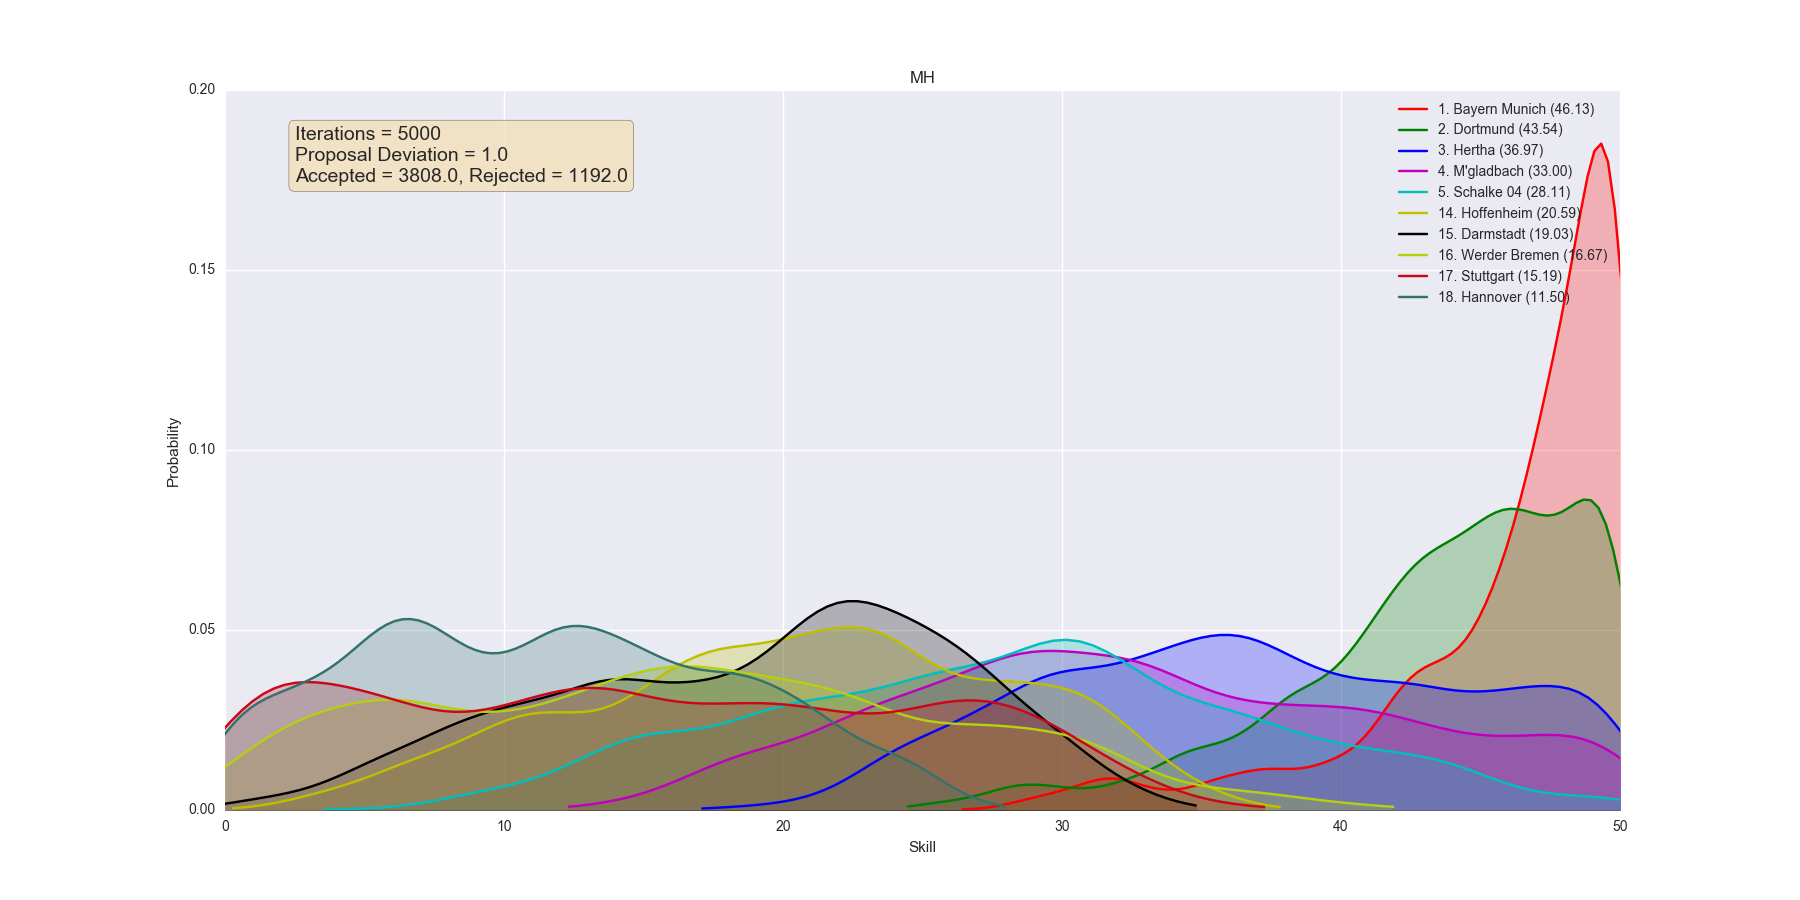 MH
0.20
0.15
0.10
0.05
0.00
Probability
Iterations = 5000
Proposal Deviation = 1.0
Accepted = 3808.0, Rejected = 1192.0
1. Bayern Munich (46.13)
2. Dortmund (43.54)
3. Hertha (36.97)
4. M'gladbach (33.00)
5. Schalke 04 (28.11)
14. Hoffenheim (20.59)
15. Darmstadt (19.03)
16. Werder Bremen (16.67)
17. Stuttgart (15.19)
18. Hannover (11.50)
0 10 20 30 40 50
Skill